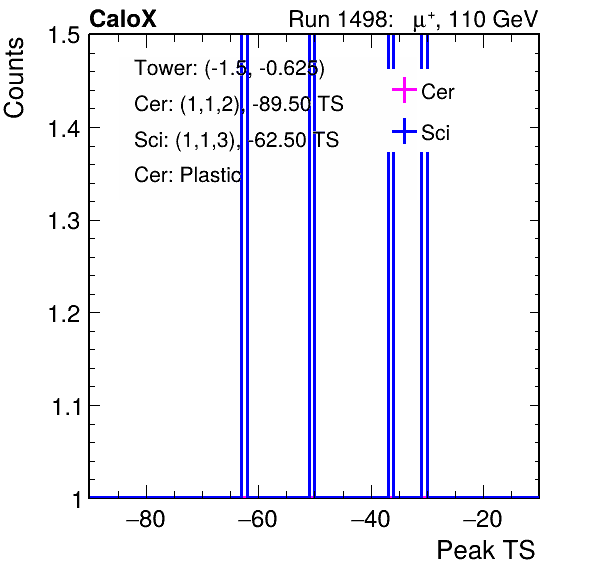 CaloX Run 1498: μ⁺, 110 GeV
Counts
1.5
1.4
1.3
1.2
1.1
1
Tower: (-1.5, -0.625)
Cer: (1,1,2), -89.50 TS
Sci: (1,1,3), -62.50 TS
Cer: Plastic
Cer
Sci
−80 −60 −40 −20
Peak TS